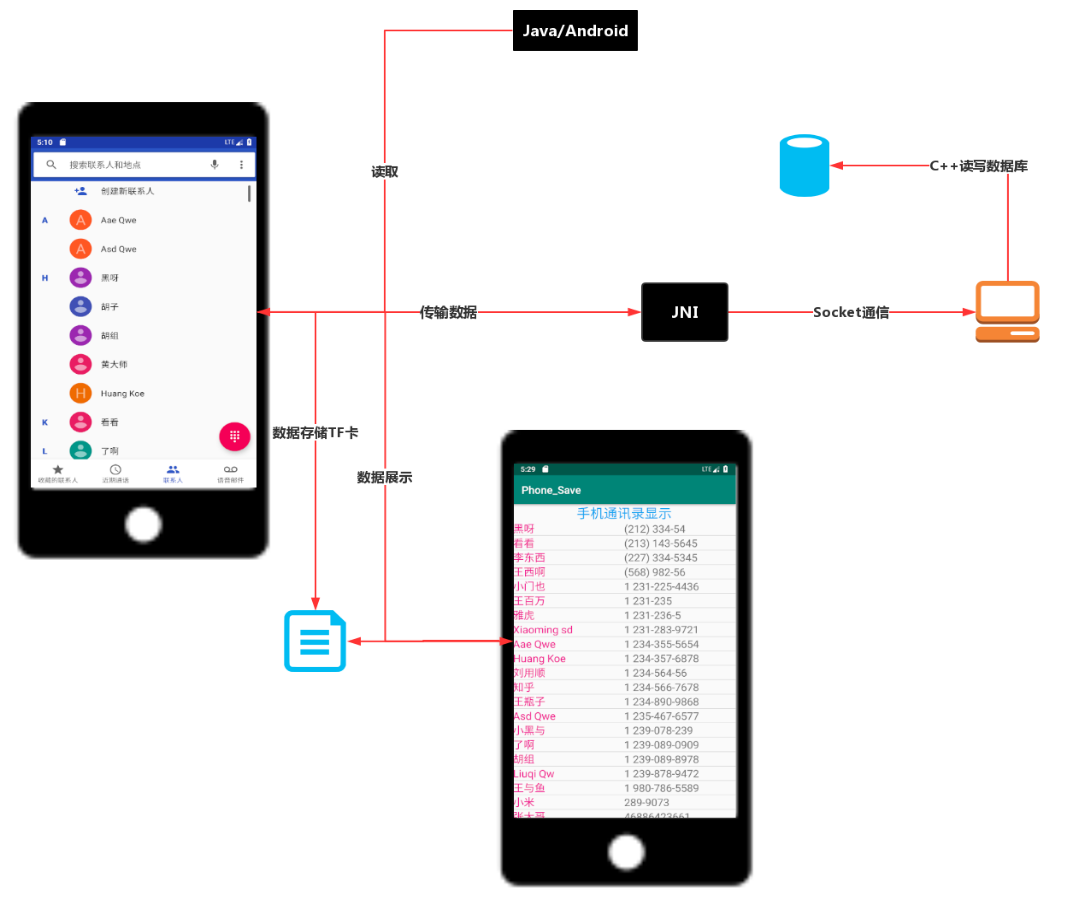 Java/Android
读取
C++读写数据库
5:10
LTE
搜索联系人和地点
创建新联系人
A
A
Aae Qwe
A
Asd Qwe
H
黑呀
胡子
胡组
黄大师
H
Huang Koe
K
看看
L
了啊
收藏的联系人
近期通话
联系人
语音邮件
传输数据
JNI
Socket通信
数据存储TF卡
数据展示
5:29
LTE
Phone_Save
手机通讯录显示
黑呀 (212) 334-54
看看 (213) 143-5645
李东西 (227) 334-5345
王西啊 (568) 982-56
小门也 1 231-225-4436
王百万 1 231-235
雅虎 1 231-236-5
Xiaoming sd 1 231-283-9721
Aae Qwe 1 234-355-5654
Huang Koe 1 234-357-6878
刘用顺 1 234-564-56
知乎 1 234-566-7678
王瓶子 1 234-890-9868
Asd Qwe 1 235-467-6577
小黑与 1 239-078-239
了啊 1 239-089-0909
胡组 1 239-089-8978
Liuqi Qw 1 239-878-9472
王与鱼 1 980-786-5589
小米 289-9073
张大哥 46886423661